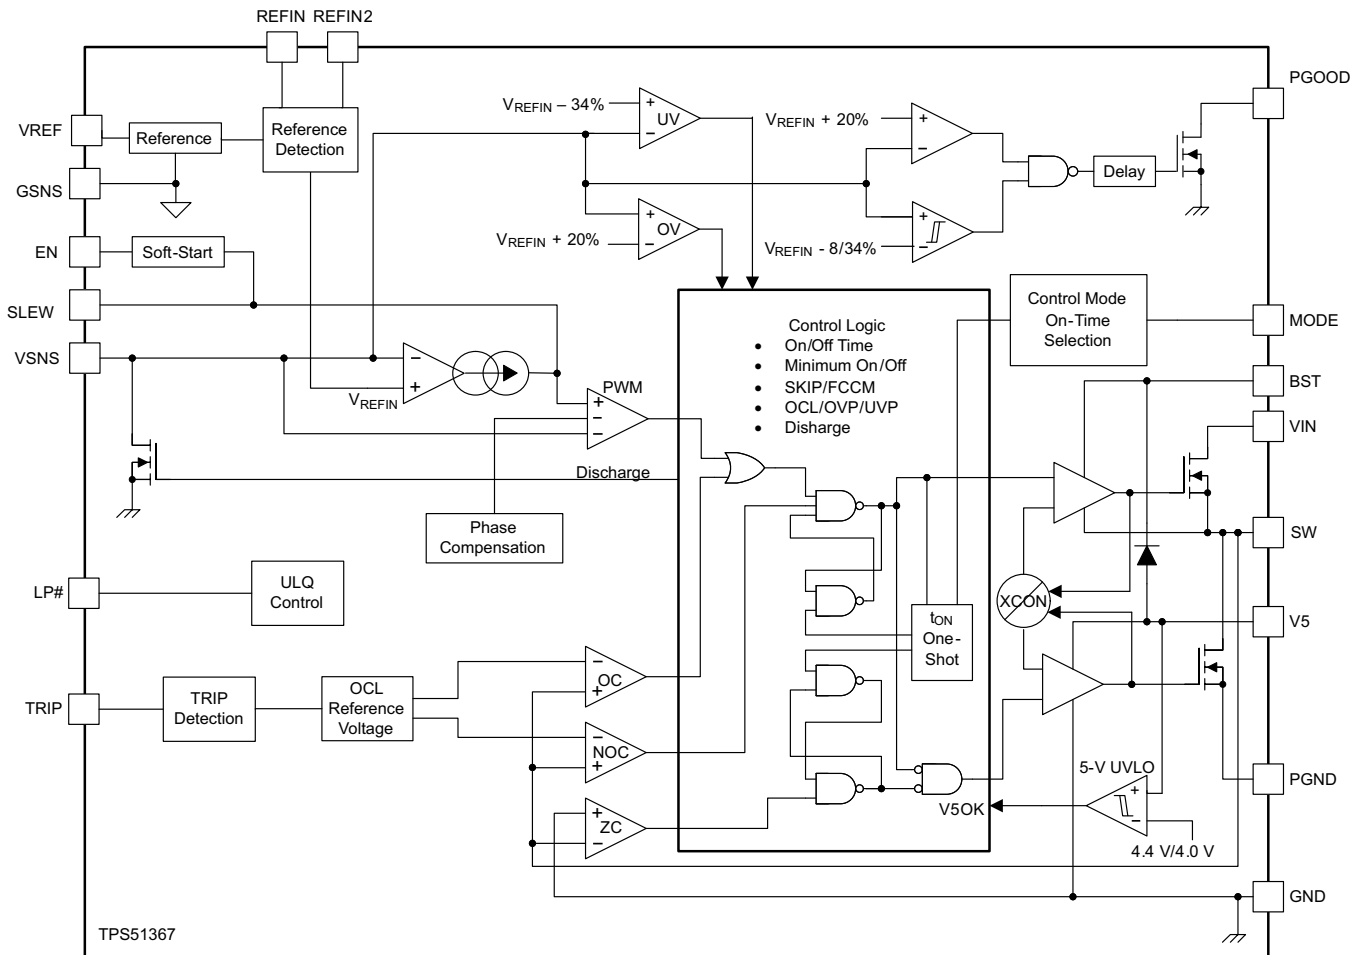 REFIN REFIN2
PGOOD
VREF
Reference
Reference
Detection
GSNS
VREFIN – 34%
+
UV
–
VREFIN + 20%
+
–
Delay
+
OV
–
VREFIN + 20%
+
–
VREFIN - 8/34%
EN
Soft-Start
SLEW
VSNS
–
+
VREFIN
PWM
+
–
–
Control Logic
• On/Off Time
• Minimum On/Off
• SKIP/FCCM
• OCL/OVP/UVP
• Disharge
Control Mode
On-Time
Selection
MODE
BST
VIN
Discharge
Phase
Compensation
SW
LP#
ULQ
Control
XCON
tON
One-
Shot
V5
TRIP
TRIP
Detection
OCL
Reference
Voltage
–
OC
+
–
NOC
+
+
ZC
–
5-V UVLO
+
–
V5OK
4.4 V/4.0 V
PGND
GND
TPS51367